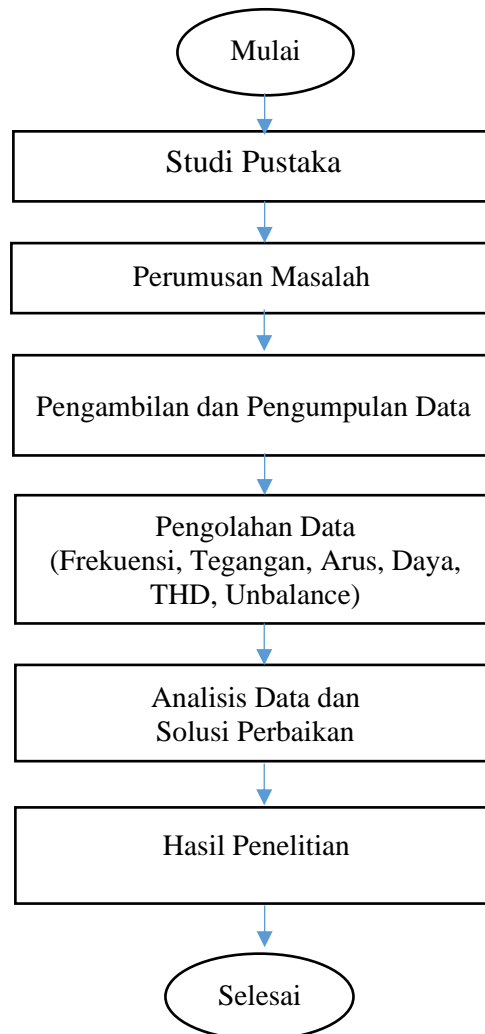 Mulai
Studi Pustaka
Perumusan Masalah
Pengambilan dan Pengumpulan Data
Pengolahan Data
(Frekuensi, Tegangan, Arus, Daya,
THD, Unbalance)
Analisis Data dan
Solusi Perbaikan
Hasil Penelitian
Selesai